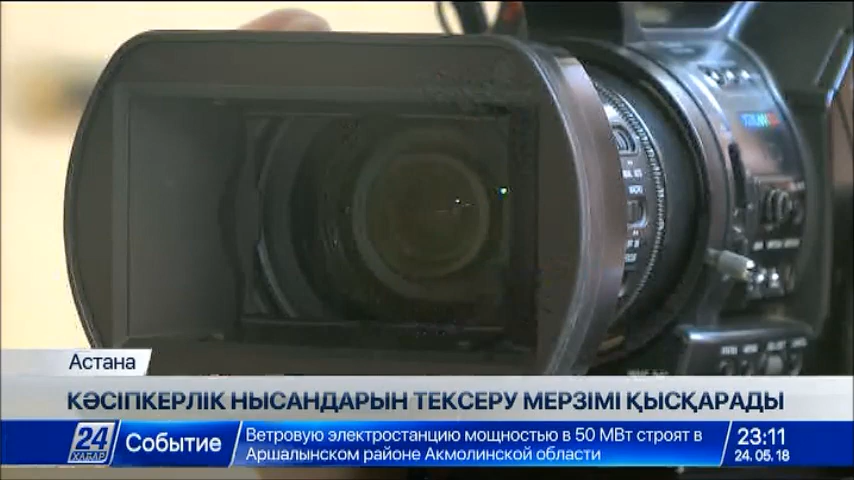 Астана
КӘСІПКЕРЛІК НЫСАНДАРЫН ТЕКСЕРУ МЕРЗІМІ ҚЫСҚАРАДЫ
24
ХАБАР
Событие
Ветровую электростанцию мощностью в 50 МВт строят в
Аршалынском районе Акмолинской области
23:11
24.05.18